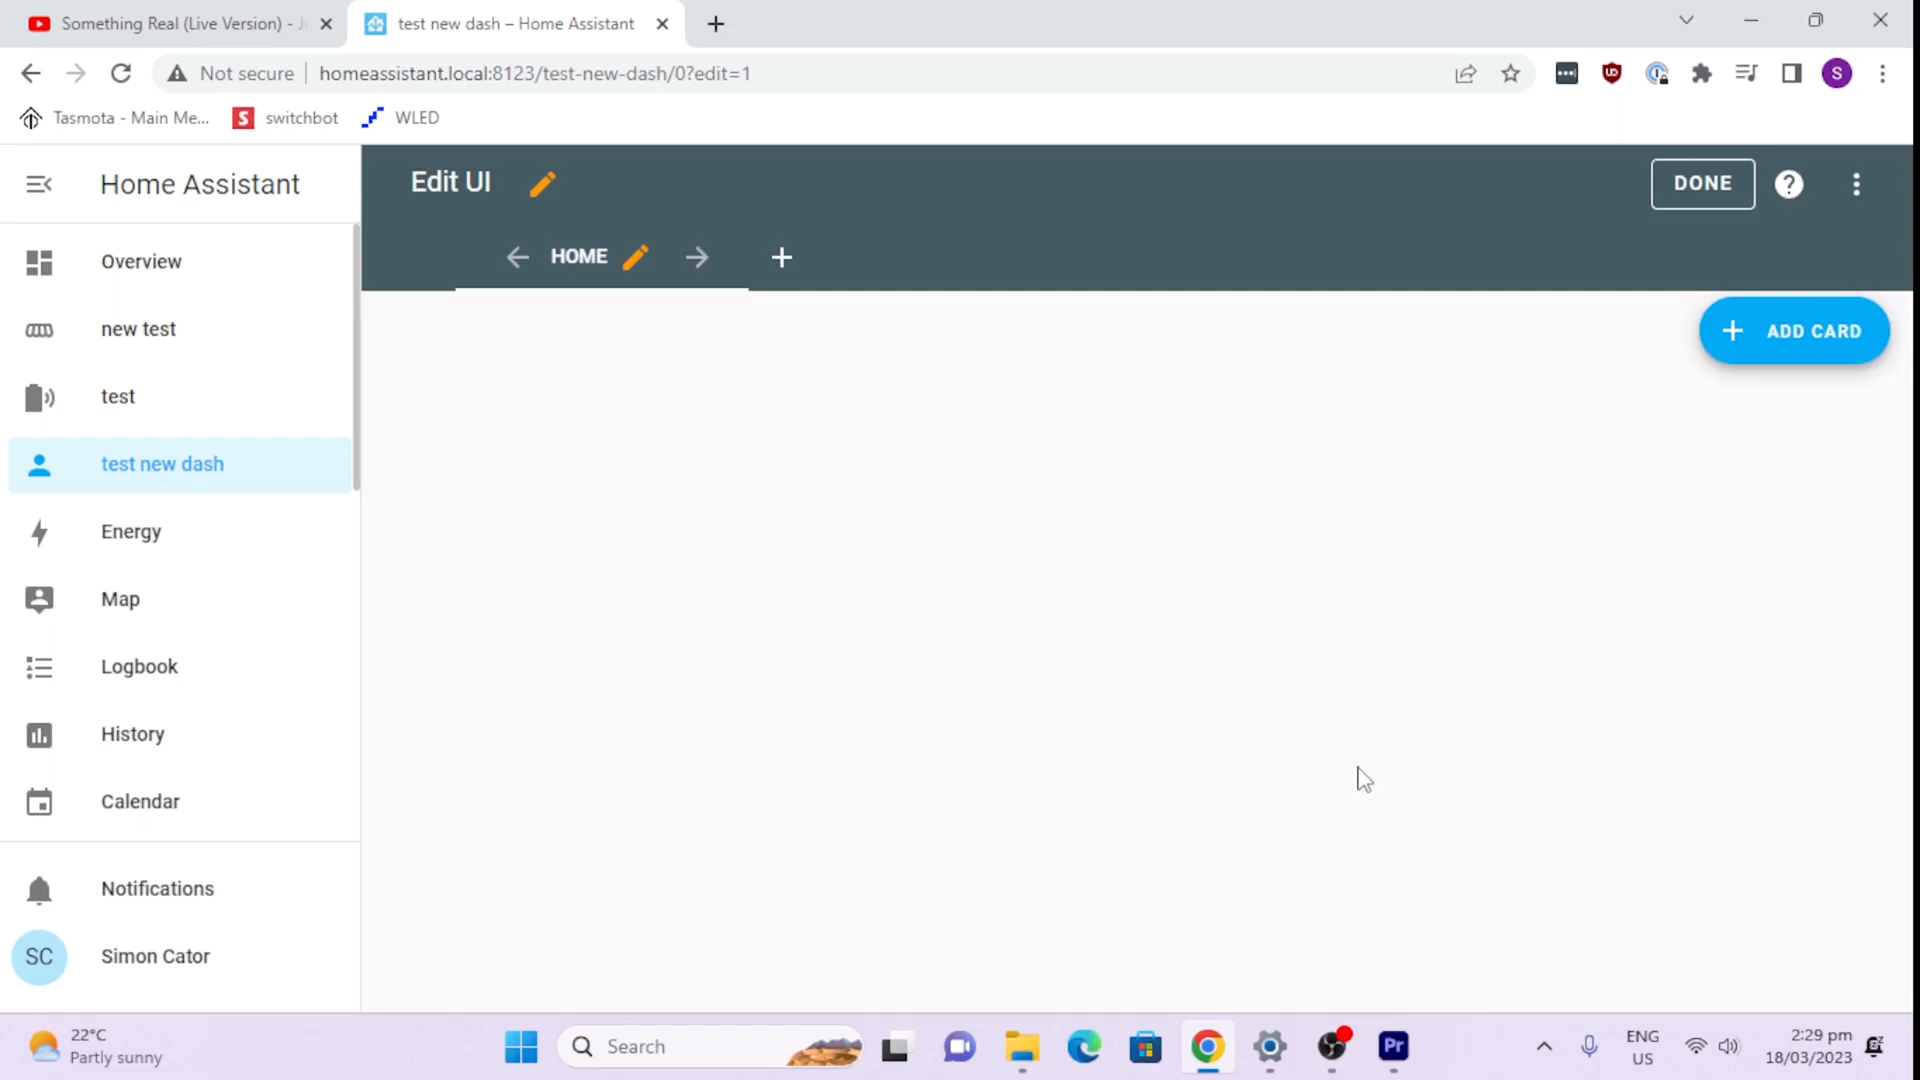 Something Real (Live Version) -
test new dash – Home Assistant
Not secure
homeassistant.local:8123/test-new-dash/0?edit=1
S
Tasmota - Main Me...
S
switchbot
WLED
Home Assistant
Edit UI
DONE
?
HOME
ADD CARD
Overview
new test
test
test new dash
Energy
Map
Logbook
History
Calendar
Notifications
SC
Simon Cator
22°C
Partly sunny
Search
Pr
ENG
US
2:29 pm
18/03/2023